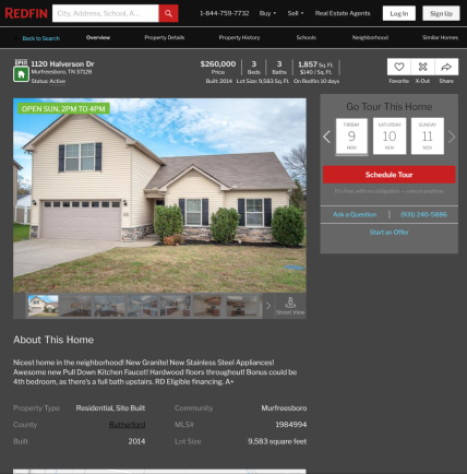 REDFIN City, Address, School, A... 1-844-759-7732 Buy Sell Real Estate Agents Log In Sign Up
Back to Search Overview Property Details Property History Schools Neighborhood Similar Homes
OPEN 1120 Halverson Dr $260,000 3 3 1,857 Sq. Ft.
Murfreesboro, TN 37128 Price Beds Baths $140 / Sq. Ft.
Status: Active Built: 2014 Lot Size: 9,583 Sq. Ft. On Redfin: 10 days
Favorite X-Out Share
OPEN SUN, 2PM TO 4PM
Go Tour This Home
FRIDAY SATURDAY SUNDAY
9 10 11
NOV NOV NOV
Schedule Tour
It's free, with no obligation — cancel anytime.
Ask a Question (931) 240-5886
Start an Offer
Street View
About This Home
Nicest home in the neighborhood! New Granite! New Stainless Steel Appliances!
Awesome new Pull Down Kitchen Faucet! Hardwood floors throughout! Bonus could be
4th bedroom, as there's a full bath upstairs. RD Eligible financing. A+
Property Type Residential, Site Built Community Murfreesboro
County Rutherford MLS# 1984994
Built 2014 Lot Size 9,583 square feet